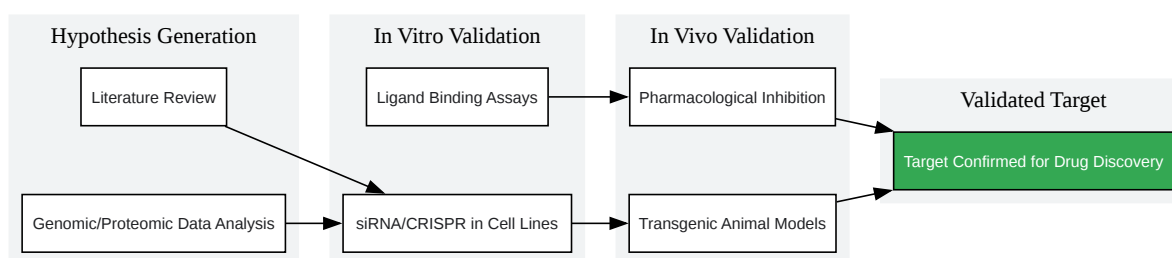 Hypothesis Generation
Literature Review
Genomic/Proteomic Data Analysis
In Vitro Validation
Ligand Binding Assays
siRNA/CRISPR in Cell Lines
In Vivo Validation
Pharmacological Inhibition
Transgenic Animal Models
Validated Target
Target Confirmed for Drug Discovery